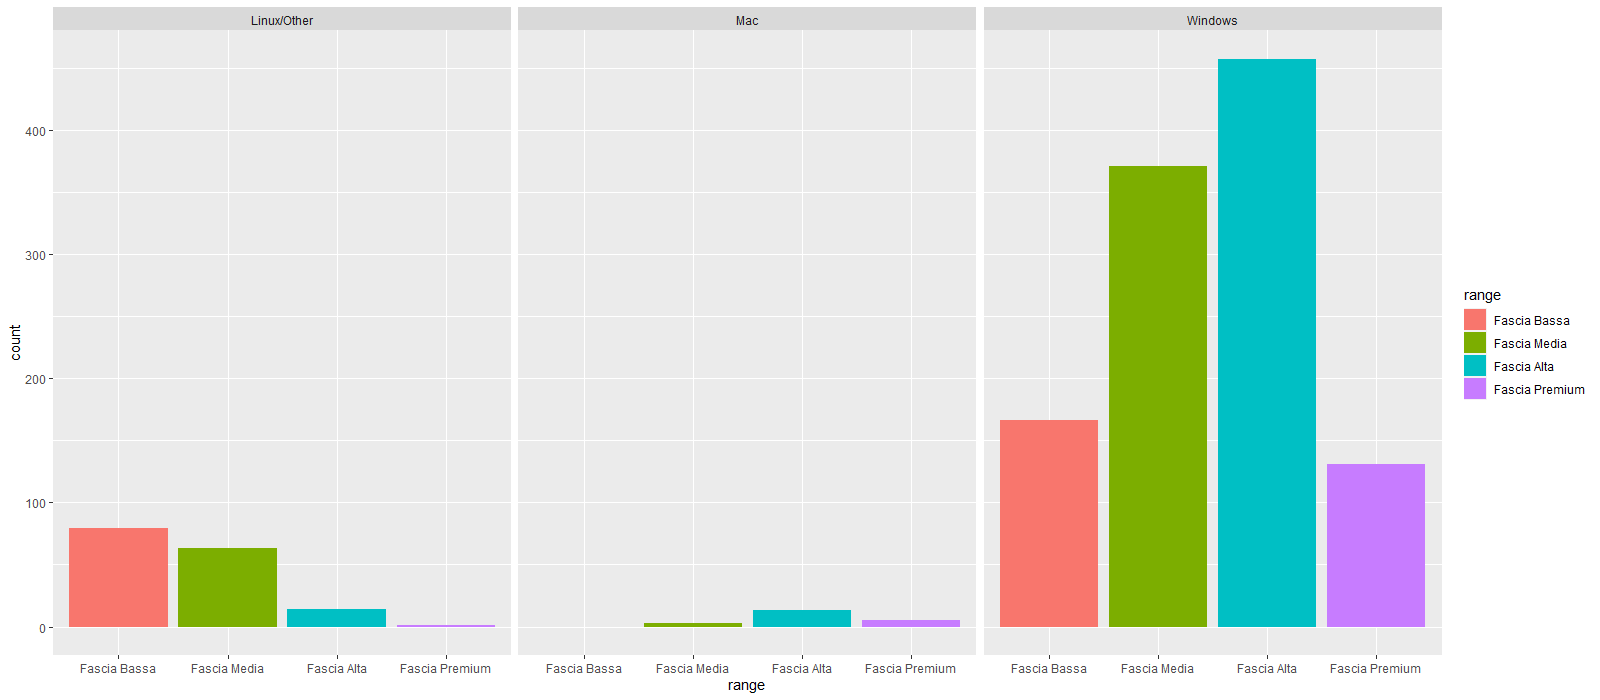 Linux/Other Mac Windows
400
300
200
100
0
count
Fascia Bassa Fascia Media Fascia Alta Fascia Premium Fascia Bassa Fascia Media Fascia Alta Fascia Premium Fascia Bassa Fascia Media Fascia Alta Fascia Premium
range
range
Fascia Bassa
Fascia Media
Fascia Alta
Fascia Premium